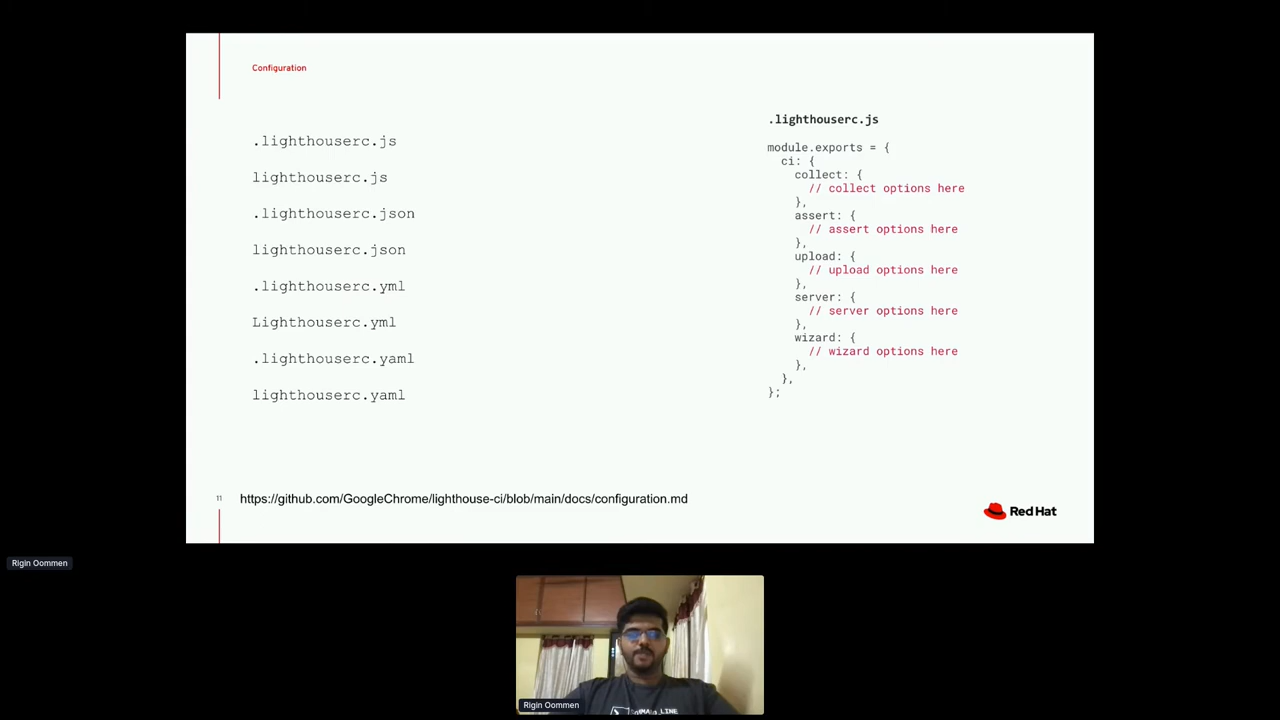 Configuration
.lighthouserc.js
lighthouserc.js
.lighthouserc.json
lighthouserc.json
.lighthouserc.yml
Lighthouserc.yml
.lighthouserc.yaml
lighthouserc.yaml
.lighthouserc.js
module.exports = {
ci: {
collect: {
// collect options here
},
assert: {
// assert options here
},
upload: {
// upload options here
},
server: {
// server options here
},
wizard: {
// wizard options here
},
},
};
11
https://github.com/GoogleChrome/lighthouse-ci/blob/main/docs/configuration.md
Red Hat
Rigin Oommen
Rigin Oommen